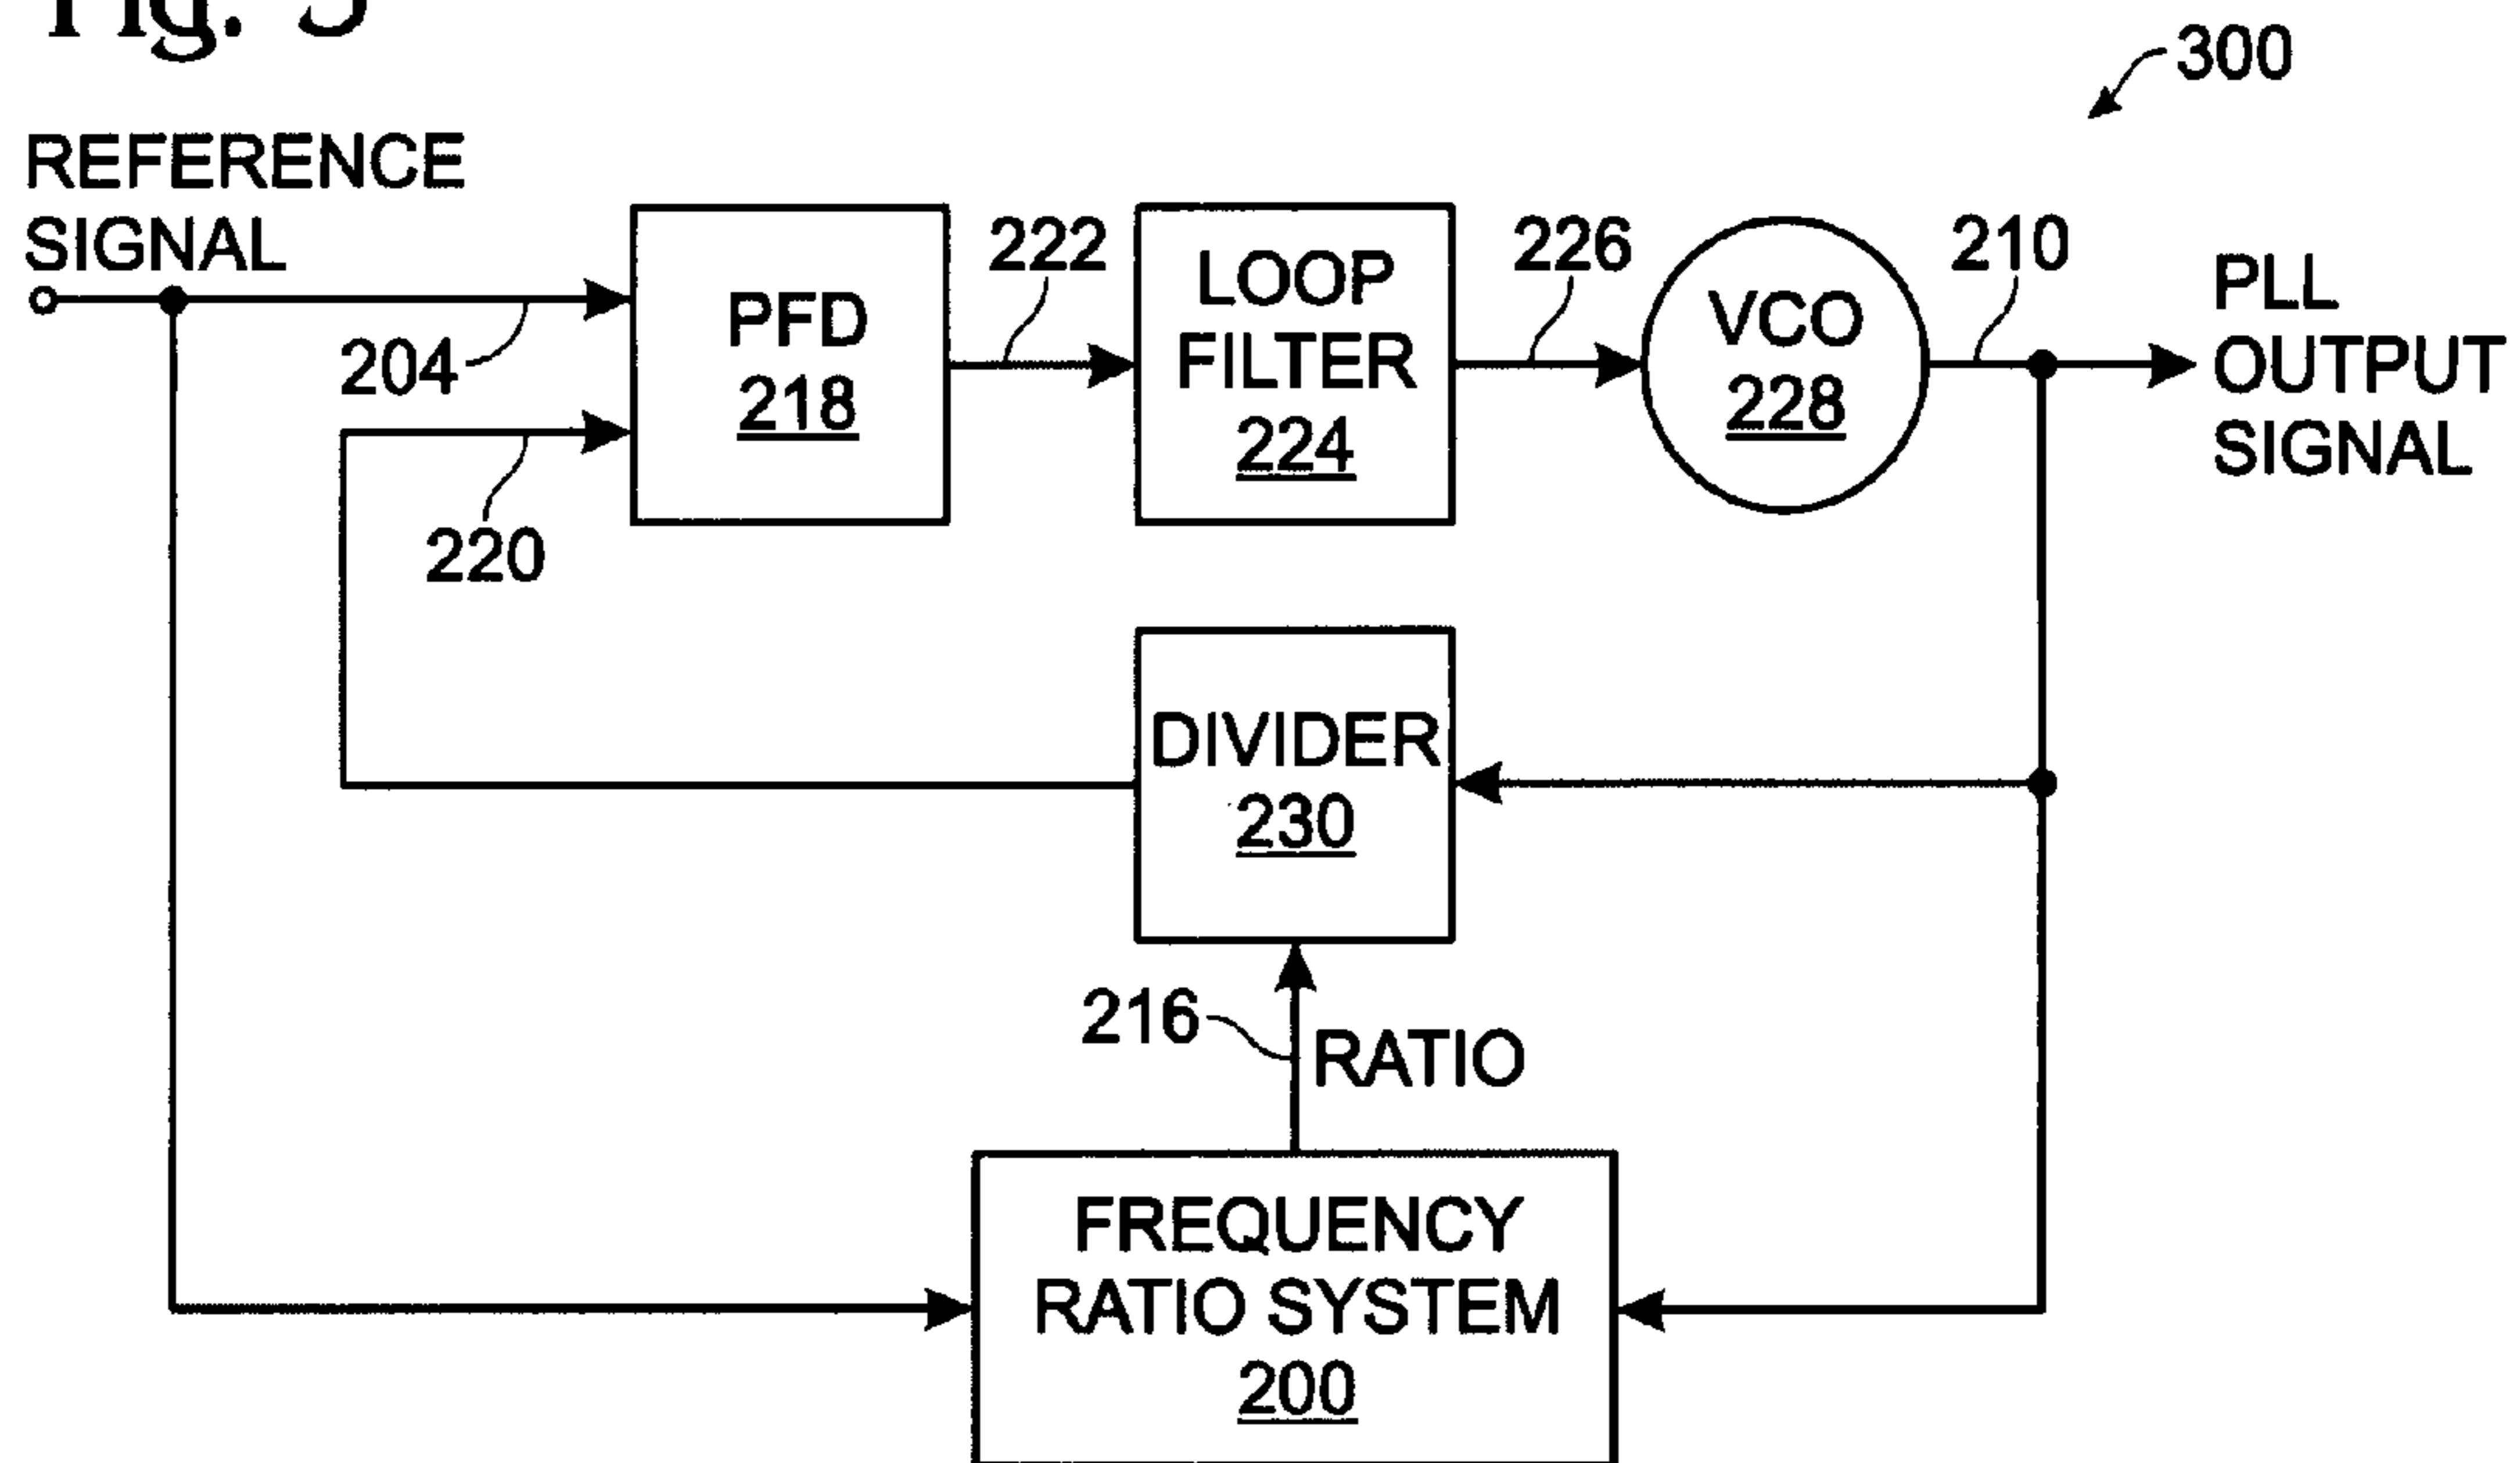 Fig. 3
300
REFERENCE
SIGNAL
204
220
PFD
218
222
LOOP
FILTER
224
226
VCO
228
210
PLL
OUTPUT
SIGNAL
DIVIDER
230
216
RATIO
FREQUENCY
RATIO SYSTEM
200